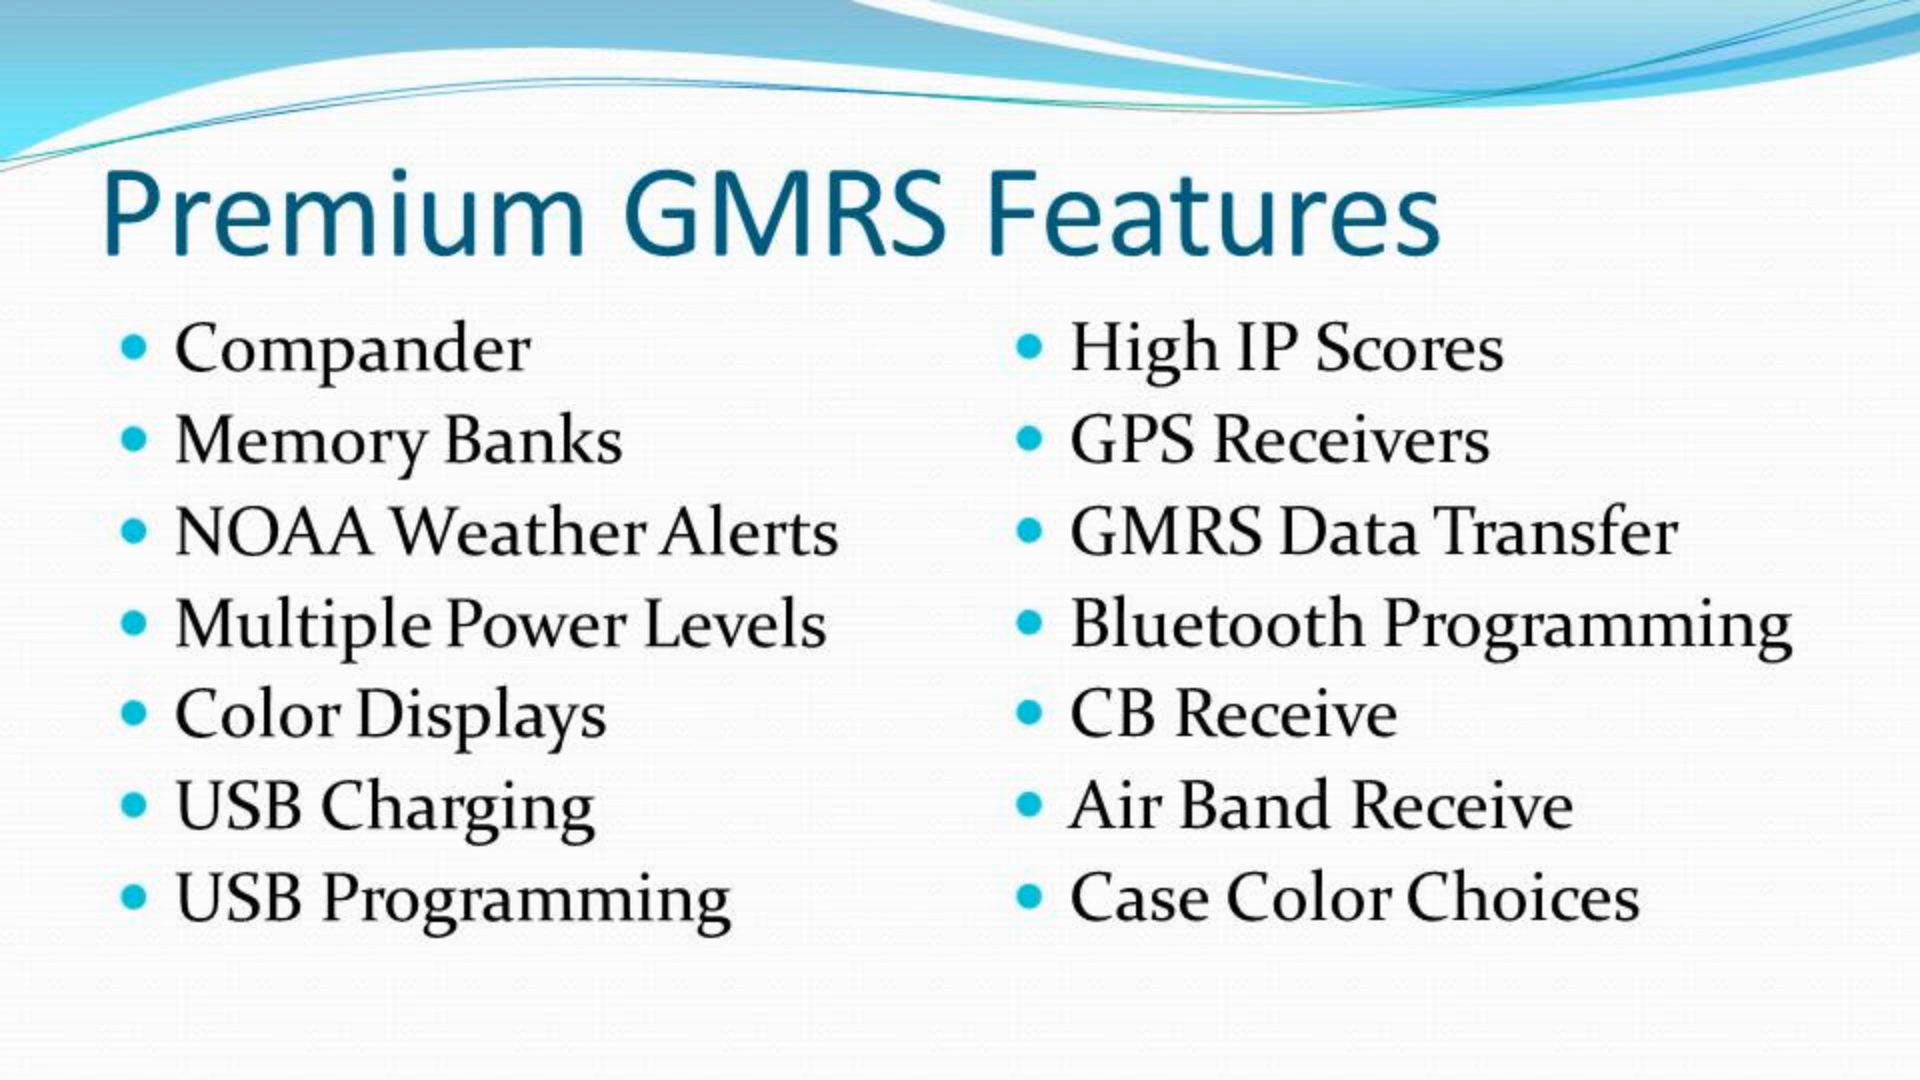 Premium GMRS Features
Compander
Memory Banks
NOAA Weather Alerts
Multiple Power Levels
Color Displays
USB Charging
USB Programming
High IP Scores
GPS Receivers
GMRS Data Transfer
Bluetooth Programming
CB Receive
Air Band Receive
Case Color Choices